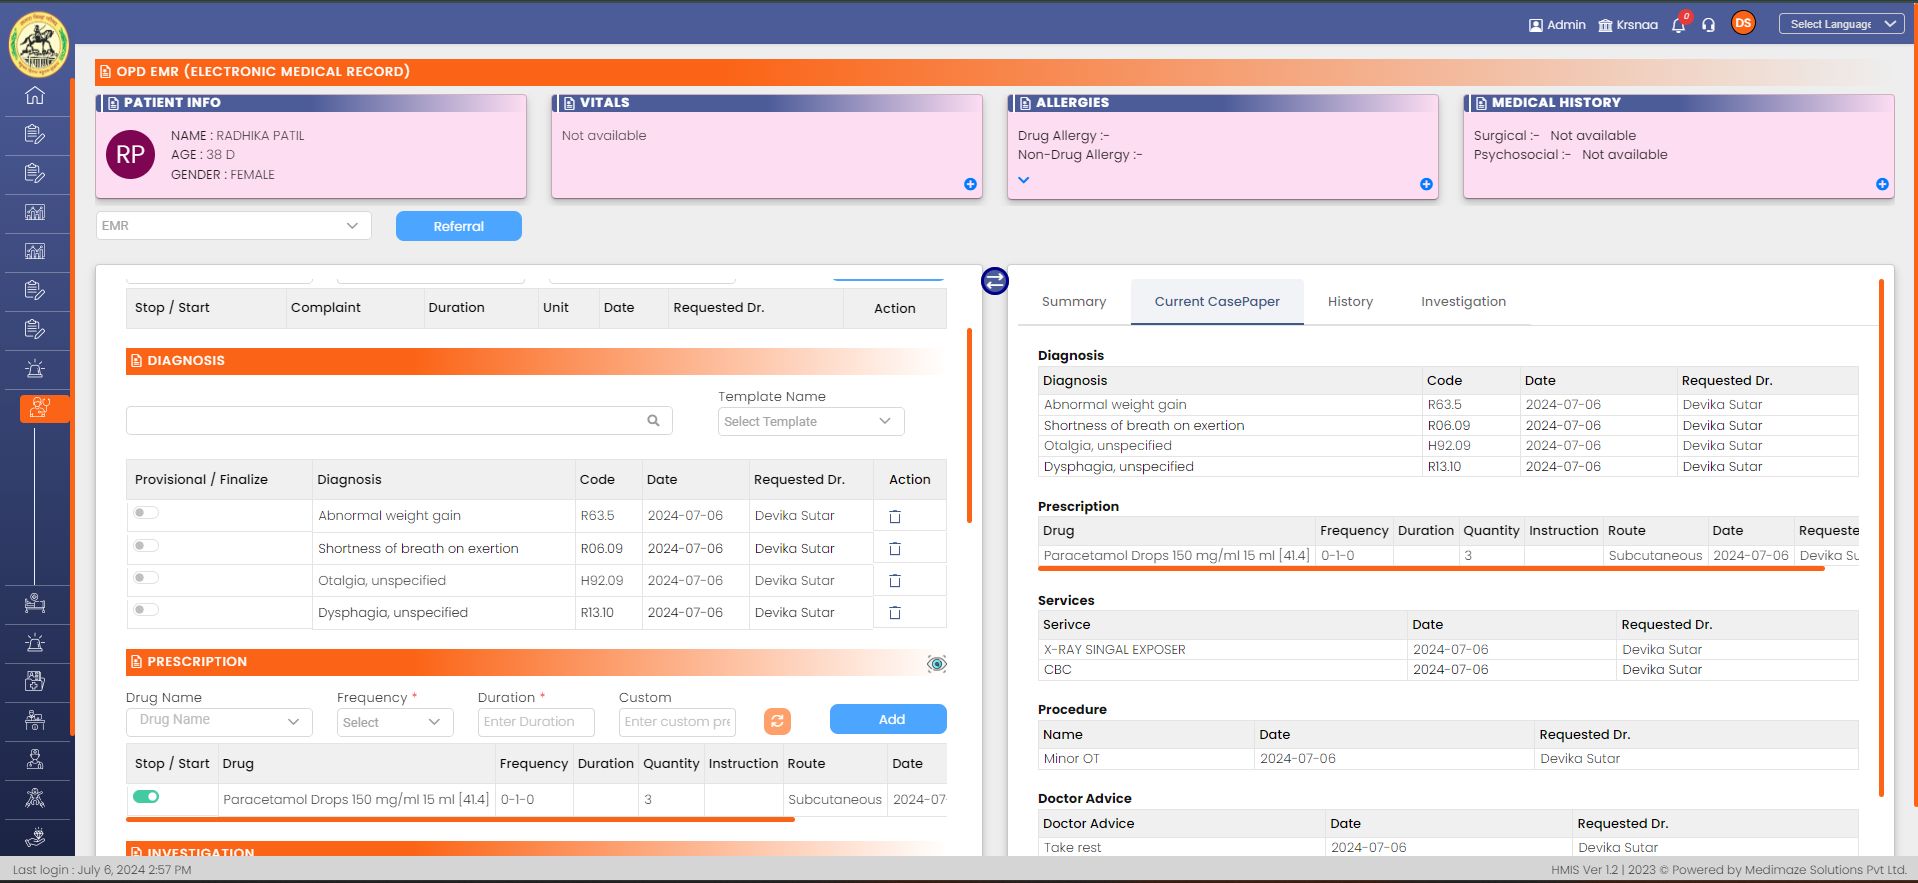 Admin Krsnaa 0 DS Select Language
OPD EMR (ELECTRONIC MEDICAL RECORD)
PATIENT INFO
RP
NAME : RADHIKA PATIL
AGE : 38 D
GENDER : FEMALE
VITALS
Not available
ALLERGIES
Drug Allergy :-
Non-Drug Allergy :-
MEDICAL HISTORY
Surgical :- Not available
Psychosocial :- Not available
EMR Referral
Stop / Start Complaint Duration Unit Date Requested Dr. Action
DIAGNOSIS
Template Name
Select Template
Provisional / Finalize Diagnosis Code Date Requested Dr. Action
Abnormal weight gain R63.5 2024-07-06 Devika Sutar
Shortness of breath on exertion R06.09 2024-07-06 Devika Sutar
Otalgia, unspecified H92.09 2024-07-06 Devika Sutar
Dysphagia, unspecified R13.10 2024-07-06 Devika Sutar
PRESCRIPTION
Drug Name Frequency * Duration * Custom
Drug Name Select Enter Duration Enter custom pre Add
Stop / Start Drug Frequency Duration Quantity Instruction Route Date
Paracetamol Drops 150 mg/ml 15 ml [41.4] 0-1-0 3 Subcutaneous 2024-07-
INVESTIGATION
Summary Current CasePaper History Investigation
Diagnosis
Diagnosis Code Date Requested Dr.
Abnormal weight gain R63.5 2024-07-06 Devika Sutar
Shortness of breath on exertion R06.09 2024-07-06 Devika Sutar
Otalgia, unspecified H92.09 2024-07-06 Devika Sutar
Dysphagia, unspecified R13.10 2024-07-06 Devika Sutar
Prescription
Drug Frequency Duration Quantity Instruction Route Date Requeste
Paracetamol Drops 150 mg/ml 15 ml [41.4] 0-1-0 3 Subcutaneous 2024-07-06 Devika Su
Services
Serivce Date Requested Dr.
X-RAY SINGAL EXPOSER 2024-07-06 Devika Sutar
CBC 2024-07-06 Devika Sutar
Procedure
Name Date Requested Dr.
Minor OT 2024-07-06 Devika Sutar
Doctor Advice
Doctor Advice Date Requested Dr.
Take rest 2024-07-06 Devika Sutar
Last login : July 6, 2024 2:57 PM
HMIS Ver 1.2 | 2023 © Powered by Medimaze Solutions Pvt Ltd.